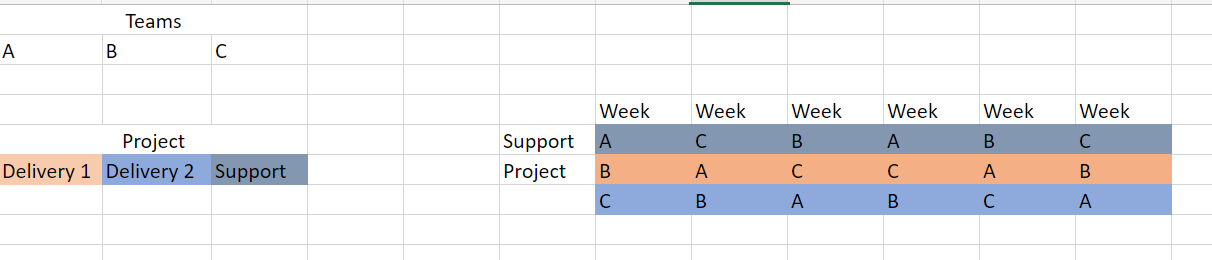 Teams
A B C
Week Week Week Week Week Week
Project Support A C B A B C
Delivery 1 Delivery 2 Support Project B A C C A B
C B A B C A